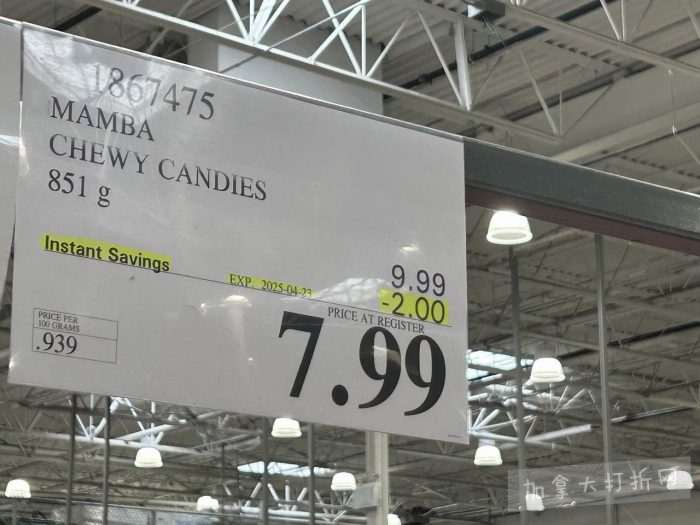 1867475
MAMBA
CHEWY CANDIES
851 g
Instant Savings
EXP. 2025-04-23
9.99
-2.00
PRICE AT REGISTER
7.99
PRICE PER
100 GRAMS
.939
加拿大打折网